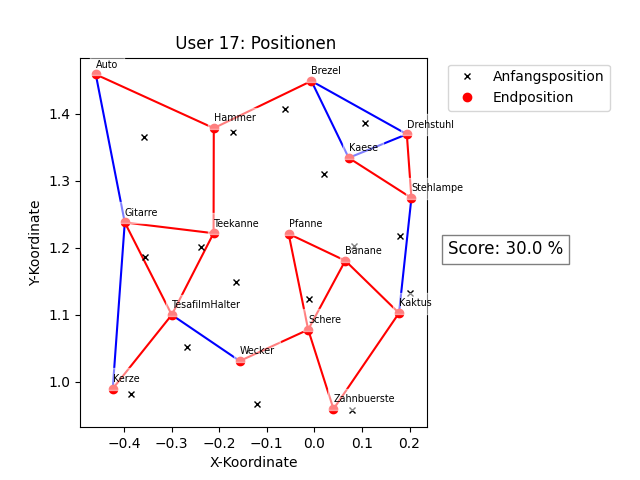 User 17: Positionen
Anfangsposition
Endposition
Auto
Brezel
Hammer
Drehstuhl
Kaese
Stehlampe
Gitarre
Teekanne
Pfanne
Banane
Score: 30.0 %
TesafilmHalter
Kaktus
Schere
Wecker
Kerze
Zahnbuerste
Y-Koordinate
1.4
1.3
1.2
1.1
1.0
−0.4 −0.3 −0.2 −0.1 0.0 0.1 0.2
X-Koordinate